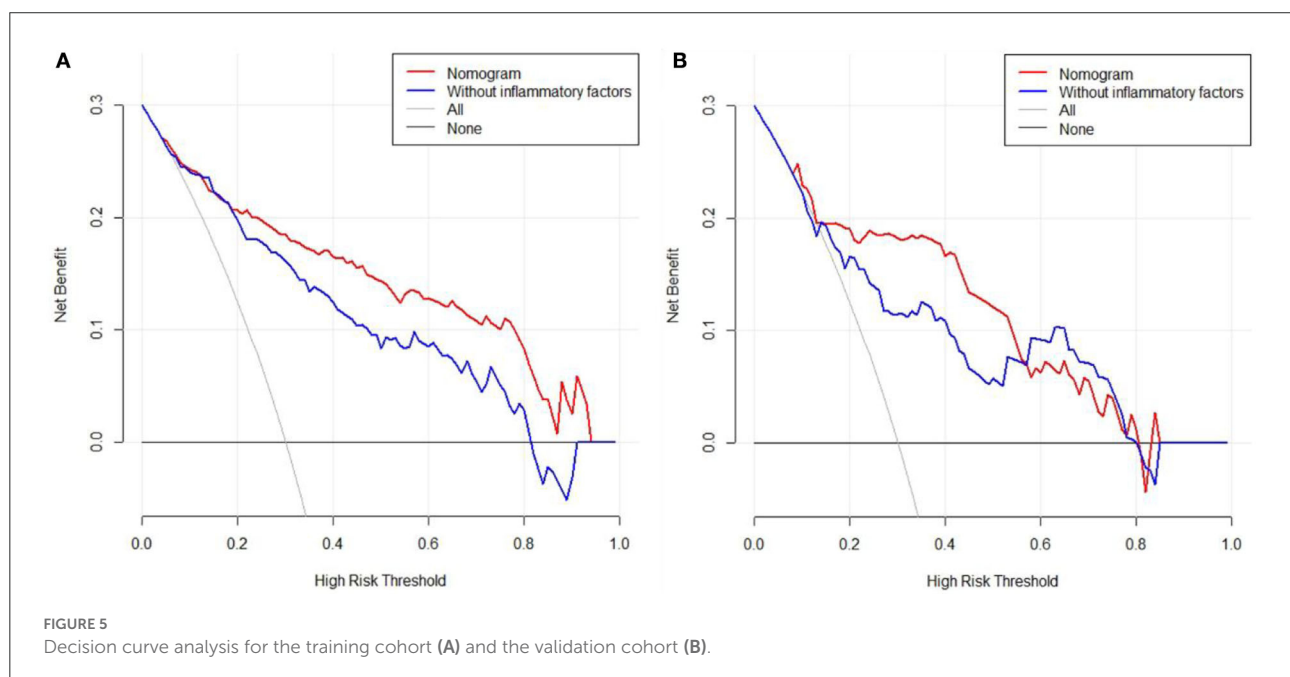 A
Nomogram
Without inflammatory factors
All
None
0.3
0.2
0.1
0.0
Net Benefit
0.0 0.2 0.4 0.6 0.8 1.0
High Risk Threshold
B
Nomogram
Without inflammatory factors
All
None
0.3
0.2
0.1
0.0
Net Benefit
0.0 0.2 0.4 0.6 0.8 1.0
High Risk Threshold
FIGURE 5
Decision curve analysis for the training cohort (A) and the validation cohort (B).